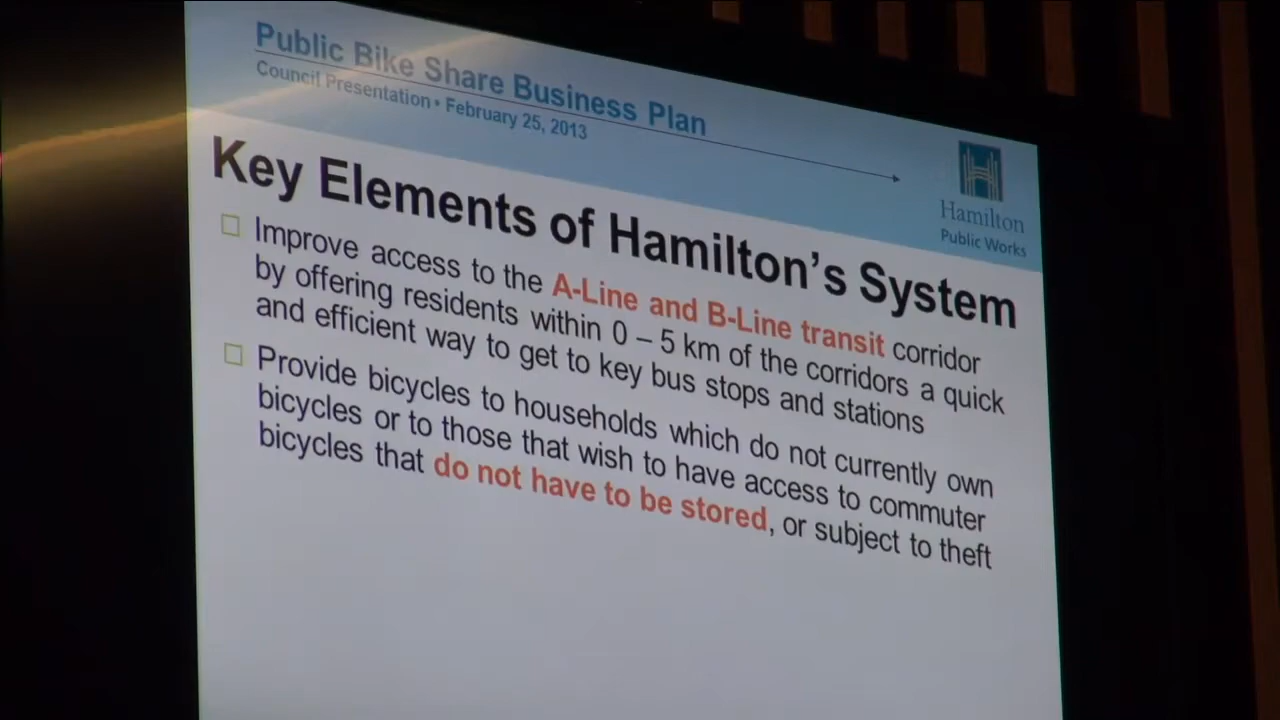 Public Bike Share Business Plan
Council Presentation • February 25, 2013
Hamilton
Public Works
Key Elements of Hamilton's System
Improve access to the A-Line and B-Line transit corridor
by offering residents within 0 – 5 km of the corridors a quick
and efficient way to get to key bus stops and stations
Provide bicycles to households which do not currently own
bicycles or to those that wish to have access to commuter
bicycles that do not have to be stored, or subject to theft